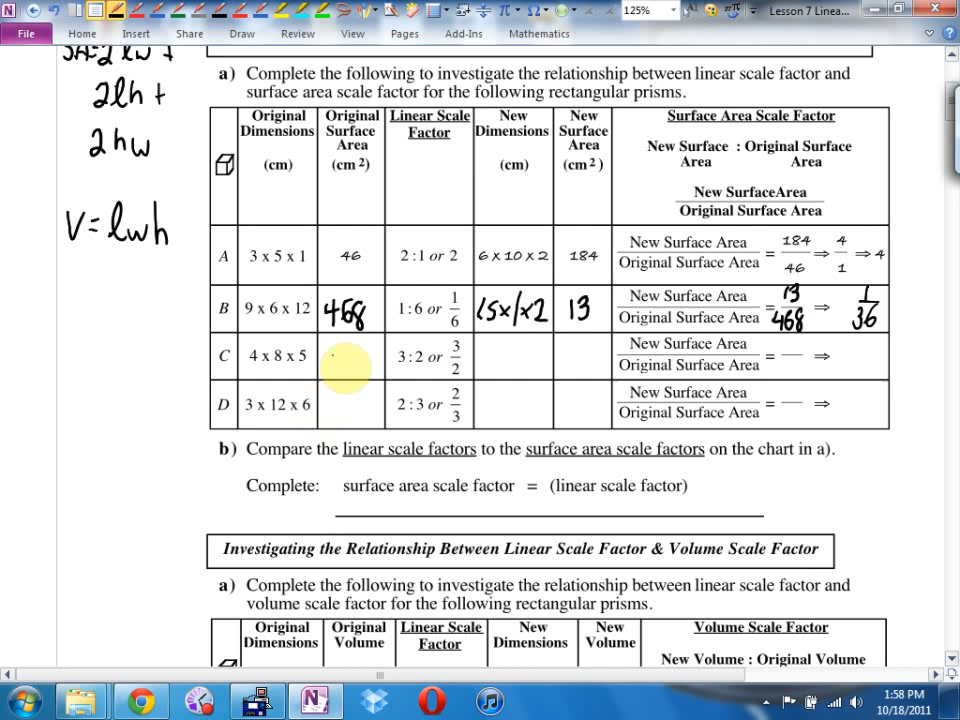 125%
Lesson 7 Linea...
File Home Insert Share Draw Review View Pages Add-Ins Mathematics
SA=2lw +
2lh +
2hw
V = lwh
a) Complete the following to investigate the relationship between linear scale factor and
surface area scale factor for the following rectangular prisms.
Original Dimensions (cm) Original Surface Area (cm²) Linear Scale Factor New Dimensions (cm) New Surface Area (cm²) Surface Area Scale Factor
New Surface Area : Original Surface Area
New SurfaceArea
Original Surface Area
A 3 x 5 x 1 46 2 : 1 or 2 6 x 10 x 2 184 New Surface Area / Original Surface Area = 184/46 ⇒ 4/1 ⇒ 4
B 9 x 6 x 12 468 1 : 6 or 1/6 1.5x1x2 13 New Surface Area / Original Surface Area = 13/468 ⇒ 1/36
C 4 x 8 x 5 3 : 2 or 3/2 New Surface Area / Original Surface Area = — ⇒
D 3 x 12 x 6 2 : 3 or 2/3 New Surface Area / Original Surface Area = — ⇒
b) Compare the linear scale factors to the surface area scale factors on the chart in a).
Complete: surface area scale factor = (linear scale factor)
Investigating the Relationship Between Linear Scale Factor & Volume Scale Factor
a) Complete the following to investigate the relationship between linear scale factor and
volume scale factor for the following rectangular prisms.
Original Dimensions Original Volume Linear Scale Factor New Dimensions New Volume Volume Scale Factor
New Volume : Original Volume
1:58 PM
10/18/2011